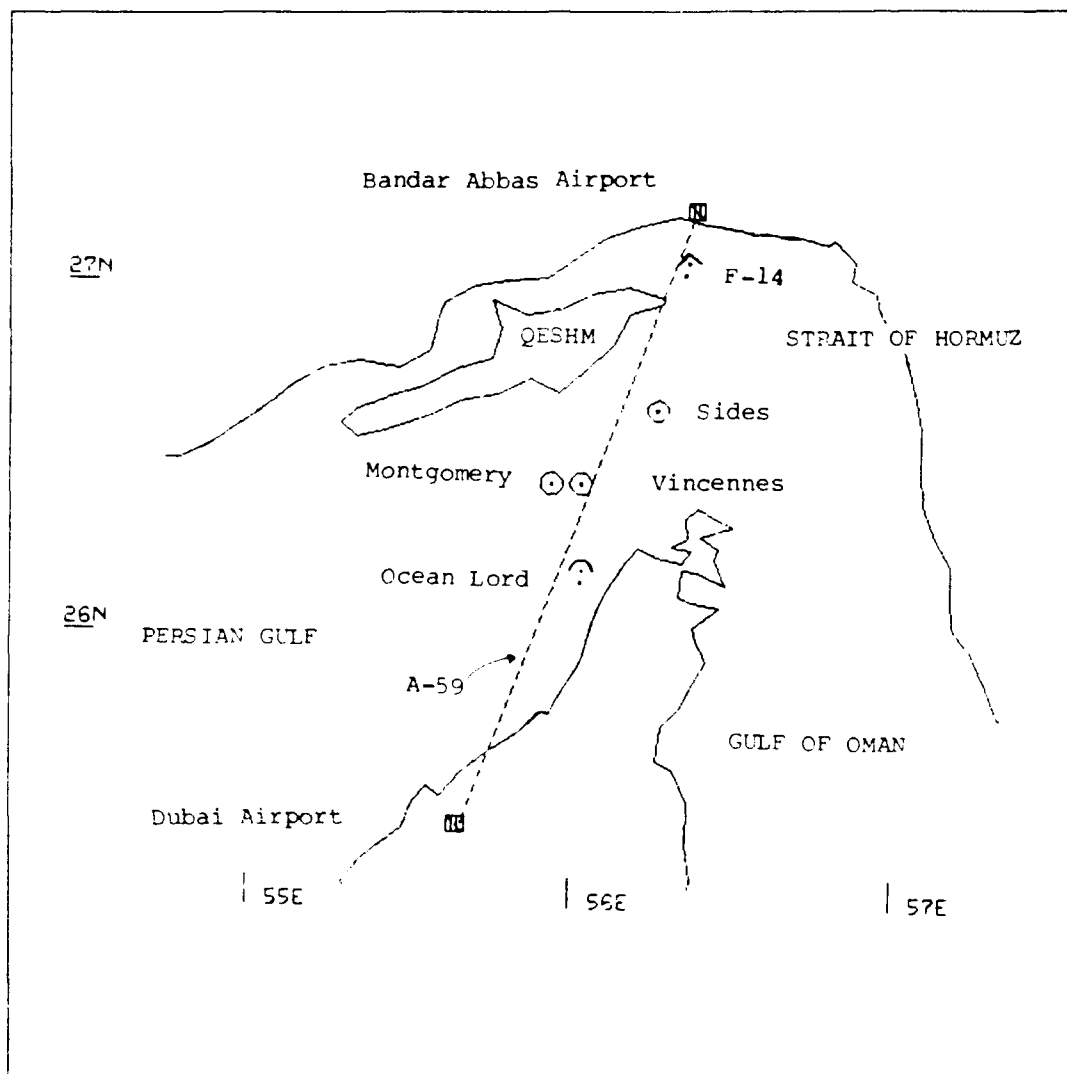 Bandar Abbas Airport
27N
F-14
QESHM
STRAIT OF HORMUZ
Sides
Montgomery
Vincennes
Ocean Lord
26N
PERSIAN GULF
A-59
GULF OF OMAN
Dubai Airport
55E
56E
57E